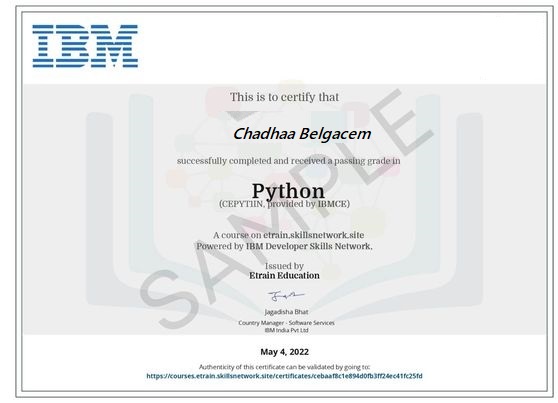 IBM
This is to certify that
Chadhaa Belgacem
successfully completed and received a passing grade in
Python
(CEPYT1IN, provided by IBMCE)
A course on etrain.skillsnetwork.site
Powered by IBM Developer Skills Network.
Issued by
Etrain Education
Jagadisha Bhat
Country Manager - Software Services
IBM India Pvt Ltd
SAMPLE
May 4, 2022
Authenticity of this certificate can be validated by going to:
https://courses.etrain.skillsnetwork.site/certificates/cebaaf8c1e894d0fb3ff24ec41fc25fd